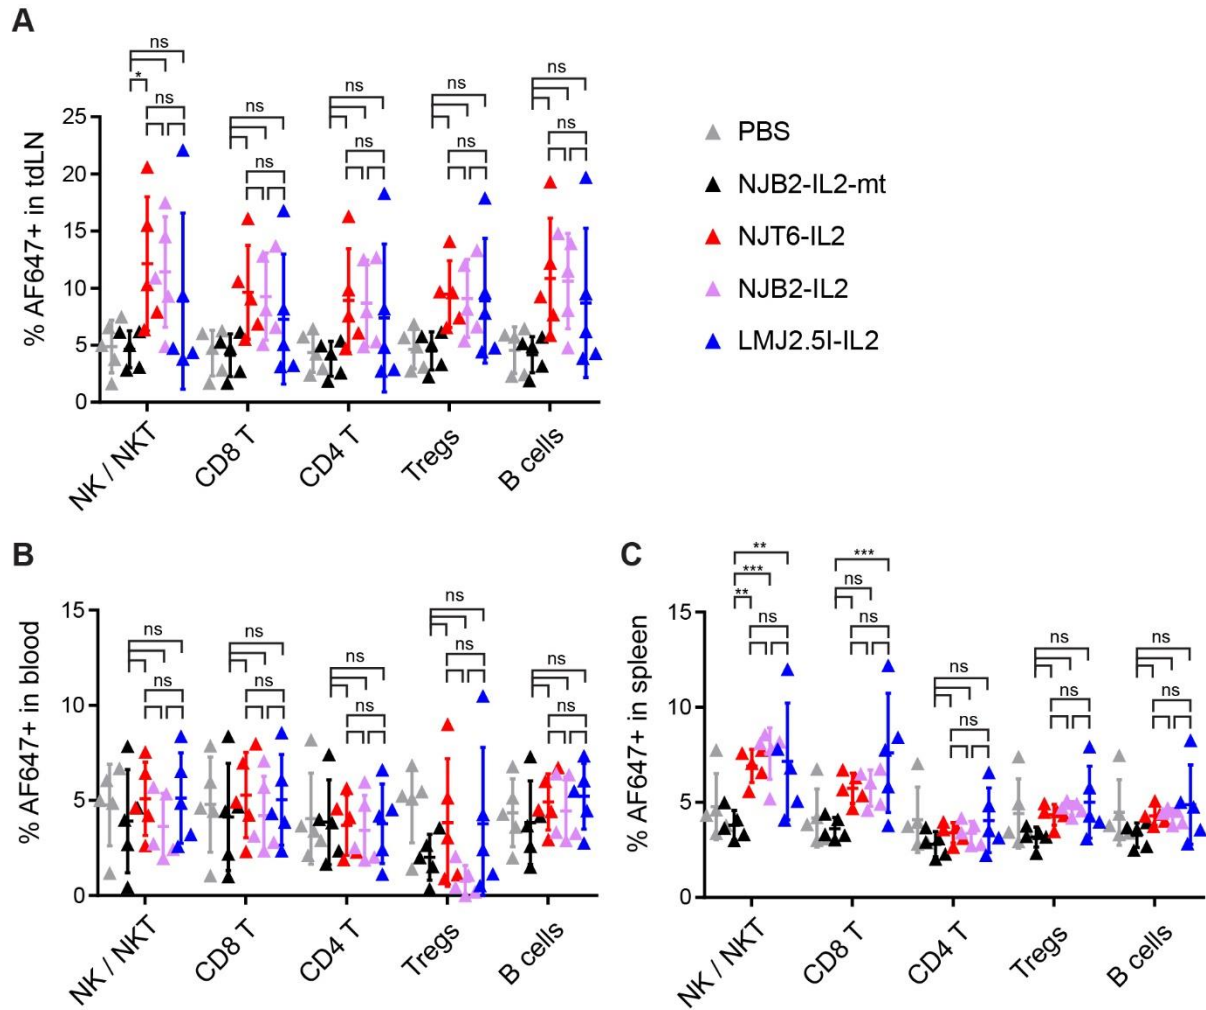 A
ns
ns
ns
ns
ns
*
ns
ns
ns
ns
ns
25
20
15
10
5
0
% AF647+ in tdLN
NK / NKT
CD8 T
CD4 T
Tregs
B cells
PBS
NJB2-IL2-mt
NJT6-IL2
NJB2-IL2
LMJ2.5I-IL2
B
ns
ns
ns
ns
ns
ns
ns
ns
ns
ns
15
10
5
0
% AF647+ in blood
NK / NKT
CD8 T
CD4 T
Tregs
B cells
C
**
***
**
ns
***
ns
ns
ns
ns
ns
ns
ns
ns
15
10
5
0
% AF647+ in spleen
NK / NKT
CD8 T
CD4 T
Tregs
B cells